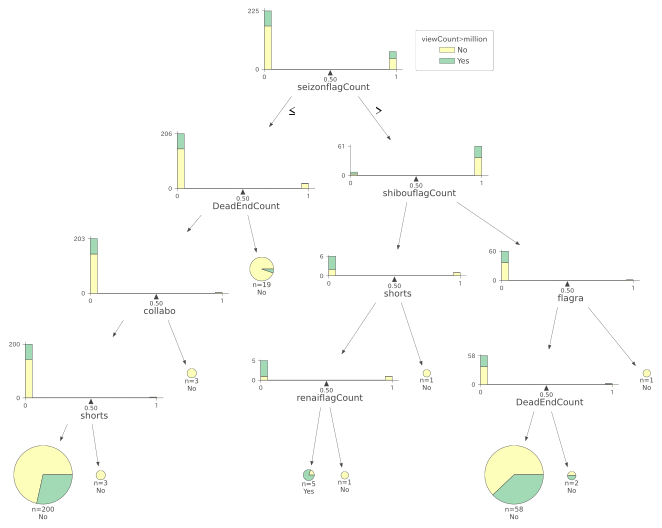 225
0
0
0.50
1
seizonflagCount
viewCount>million
No
Yes
≤
>
206
0
0
0.50
1
DeadEndCount
61
0
0
0.50
1
shibouflagCount
203
0
0
0.50
1
collabo
n=19
No
6
0
0
0.50
1
shorts
60
0
0
0.50
1
flagra
200
0
0
0.50
1
shorts
n=3
No
5
0
0
0.50
1
renaiflagCount
n=1
No
58
0
0
0.50
1
DeadEndCount
n=1
No
n=200
No
n=3
No
n=5
Yes
n=1
No
n=58
No
n=2
No